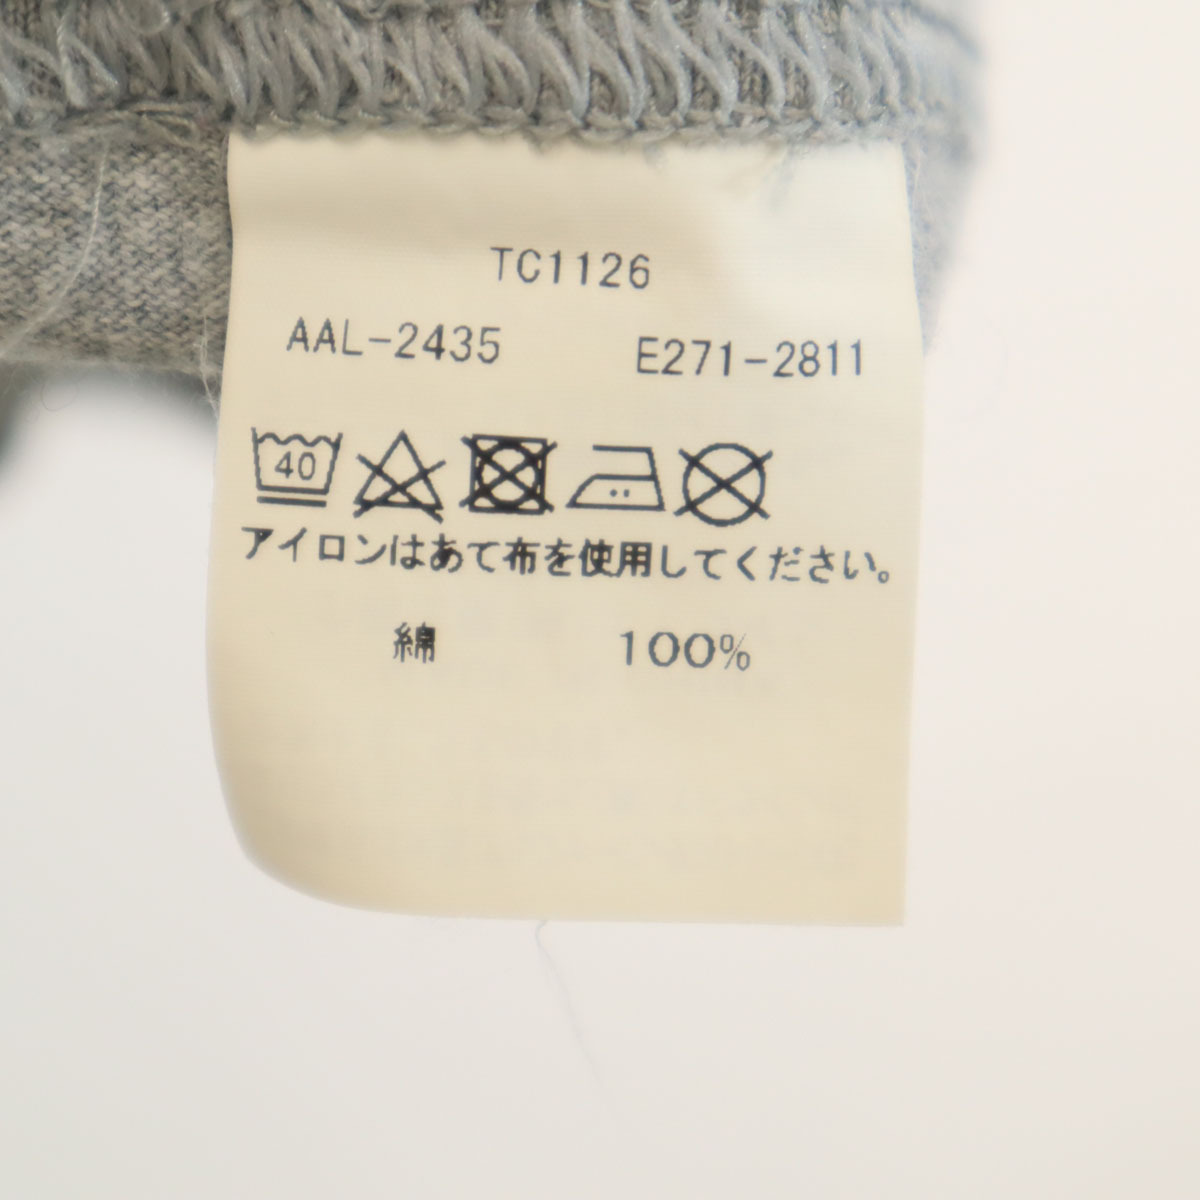 TC1126
AAL-2435 E271-2811
40
アイロンはあて布を使用してください。
綿 100%